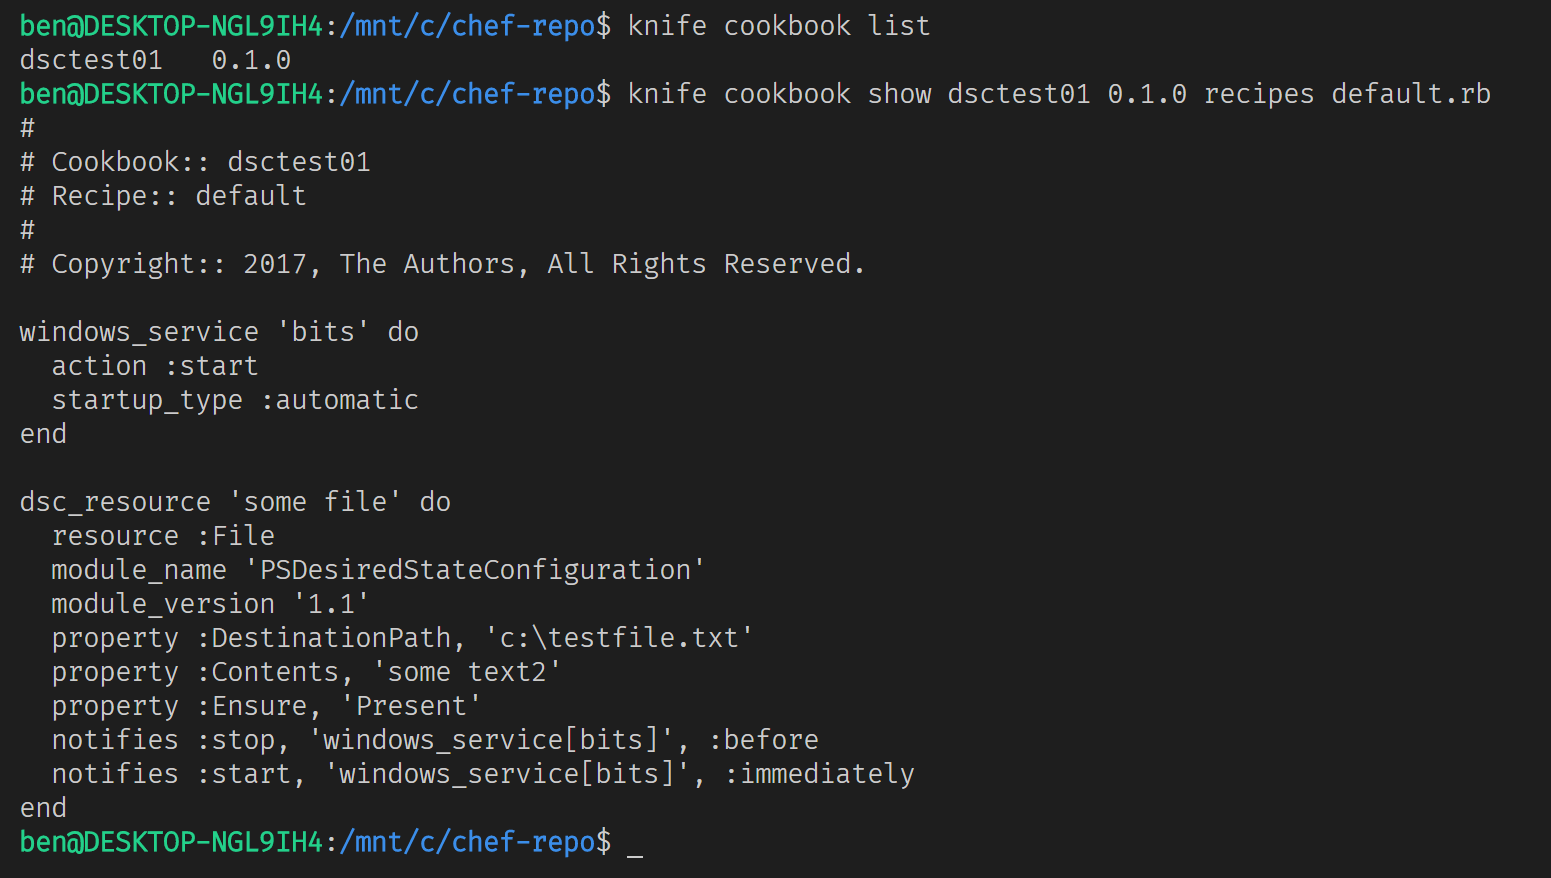 ben@DESKTOP-NGL9IH4:/mnt/c/chef-repo$ knife cookbook list
dsctest01   0.1.0
ben@DESKTOP-NGL9IH4:/mnt/c/chef-repo$ knife cookbook show dsctest01 0.1.0 recipes default.rb
#
# Cookbook:: dsctest01
# Recipe:: default
#
# Copyright:: 2017, The Authors, All Rights Reserved.

windows_service 'bits' do
  action :start
  startup_type :automatic
end

dsc_resource 'some file' do
  resource :File
  module_name 'PSDesiredStateConfiguration'
  module_version '1.1'
  property :DestinationPath, 'c:\testfile.txt'
  property :Contents, 'some text2'
  property :Ensure, 'Present'
  notifies :stop, 'windows_service[bits]', :before
  notifies :start, 'windows_service[bits]', :immediately
end
ben@DESKTOP-NGL9IH4:/mnt/c/chef-repo$ _